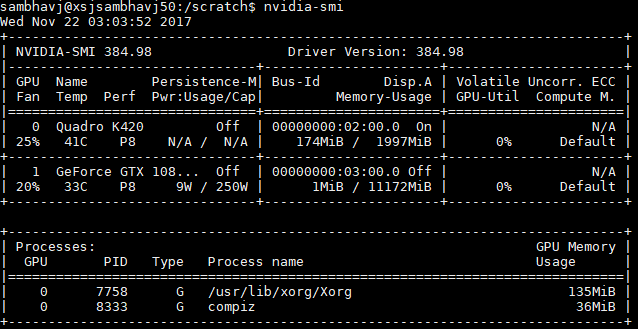 sambhavj@xsjsambhavj50:/scratch$ nvidia-smi
Wed Nov 22 03:03:52 2017
+-----------------------------------------------------------------------------+
| NVIDIA-SMI 384.98                 Driver Version: 384.98                    |
|-------------------------------+----------------------+----------------------+
| GPU  Name        Persistence-M| Bus-Id        Disp.A | Volatile Uncorr. ECC |
| Fan  Temp  Perf  Pwr:Usage/Cap|         Memory-Usage | GPU-Util  Compute M. |
|===============================+======================+======================|
|   0  Quadro K420         Off  | 00000000:02:00.0  On |                  N/A |
| 25%   41C    P8    N/A /  N/A |    174MiB /  1997MiB |      0%      Default |
+-------------------------------+----------------------+----------------------+
|   1  GeForce GTX 108...  Off  | 00000000:03:00.0 Off |                  N/A |
| 20%   33C    P8     9W / 250W |      1MiB / 11172MiB |      0%      Default |
+-------------------------------+----------------------+----------------------+

+-----------------------------------------------------------------------------+
| Processes:                                                       GPU Memory |
|  GPU       PID   Type   Process name                             Usage      |
|=============================================================================|
|    0      7758      G   /usr/lib/xorg/Xorg                           135MiB |
|    0      8333      G   compiz                                        36MiB |
+-----------------------------------------------------------------------------+